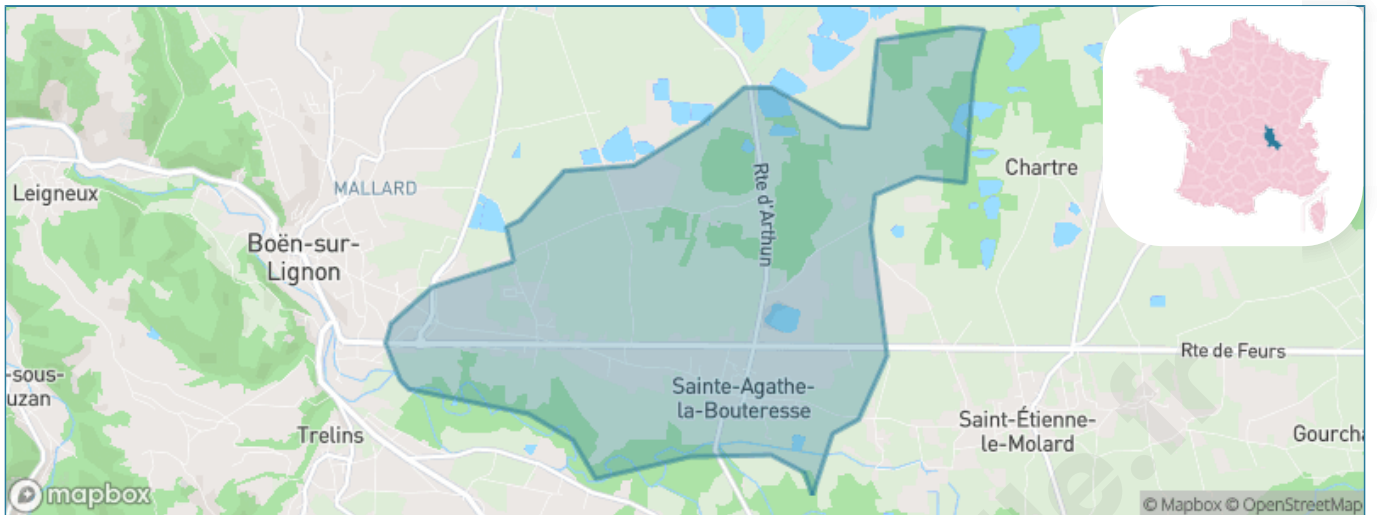 Leigneux
MALLARD
Boën-sur-
Lignon
Rte d'Arthun
Chartre
-sous-
uzan
Trelins
Sainte-Agathe-
la-Bouteresse
Rte de Feurs
Saint-Étienne-
le-Molard
Gourcha
mapbox
© Mapbox © OpenStreetMap